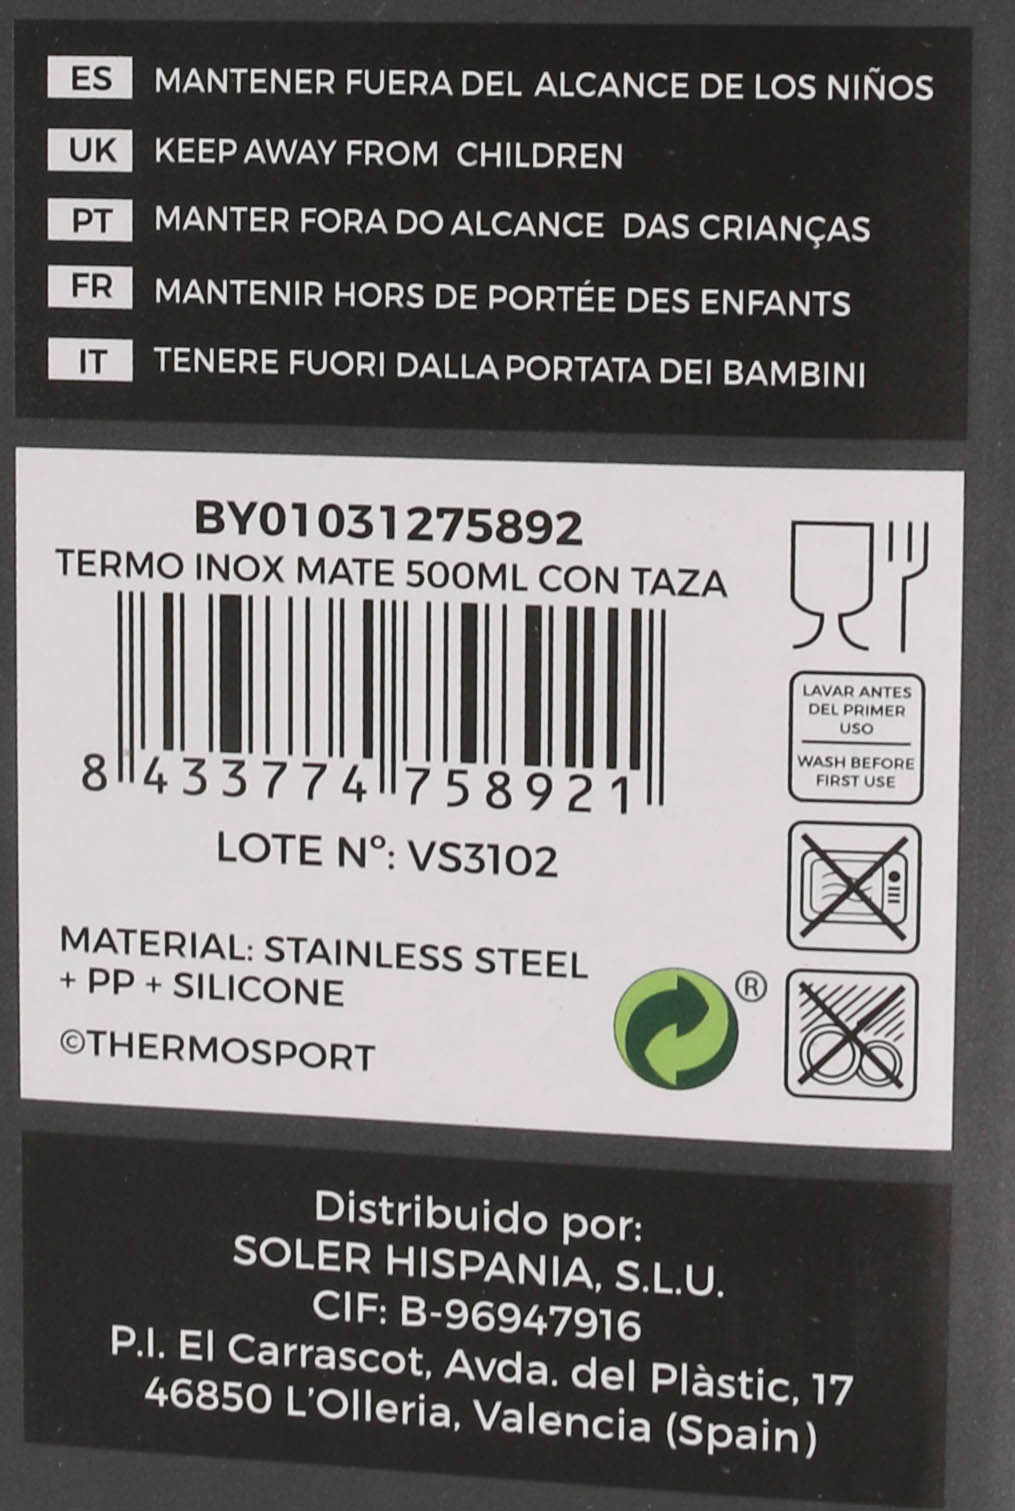 ES MANTENER FUERA DEL ALCANCE DE LOS NIÑOS
UK KEEP AWAY FROM CHILDREN
PT MANTER FORA DO ALCANCE DAS CRIANÇAS
FR MANTENIR HORS DE PORTÉE DES ENFANTS
IT TENERE FUORI DALLA PORTATA DEI BAMBINI
BY01031275892
TERMO INOX MATE 500ML CON TAZA
8 433774 758921
LOTE Nº: VS3102
MATERIAL: STAINLESS STEEL
+ PP + SILICONE
©THERMOSPORT
®
LAVAR ANTES
DEL PRIMER
USO
WASH BEFORE
FIRST USE
Distribuido por:
SOLER HISPANIA, S.L.U.
CIF: B-96947916
P.I. El Carrascot, Avda. del Plàstic, 17
46850 L'Olleria, Valencia (Spain)